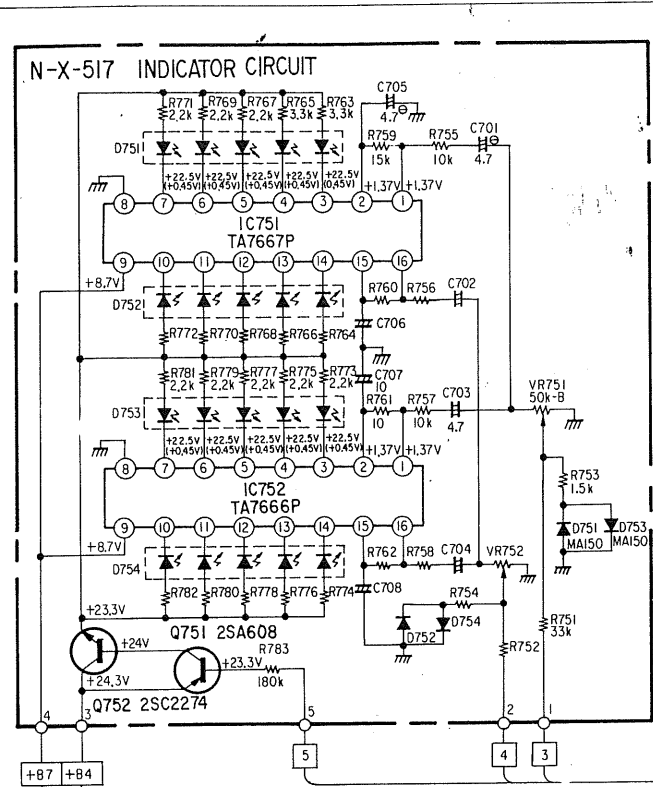 N-X-517 INDICATOR CIRCUIT
C705
4.7
R771 R769 R767 R765 R763
2.2k 2.2k 2.2k 3.3k 3.3k
R759
15k
R755
10k
C701
4.7
D751
+22.5V +22.5V +22.5V +22.5V +22.5V
(+0.45V) (+0.45V) (+0.45V) (+0.45V) (0.45V)
+1.37V +1.37V
8 7 6 5 4 3 2 1
IC751
TA7667P
9 10 11 12 13 14 15 16
+8.7V
D752
R760 R756 C702
R772 R770 R768 R766 R764
C706
R781 R779 R777 R775 R773
2.2k 2.2k 2.2k 2.2k 2.2k
C707
10
R761
10
R757
10k
C703
4.7
VR751
50k-B
D753
+22.5V +22.5V +22.5V +22.5V +22.5V
(+0.45V) (+0.45V) (+0.45V) (+0.45V) (+0.45V)
+1.37V +1.37V
8 7 6 5 4 3 2 1
IC752
TA7666P
9 10 11 12 13 14 15 16
R753
1.5k
D751
MA150
D753
MA150
+8.7V
D754
R762 R758 C704 VR752
R782 R780 R778 R776 R774
C708
R754
D752 D754
R752
R751
33k
+23.3V
Q751 2SA608
+24V
+23.3V
R783
180k
+24.3V
Q752 2SC2274
4 3 5 2 1
+B7 +B4 5 4 3